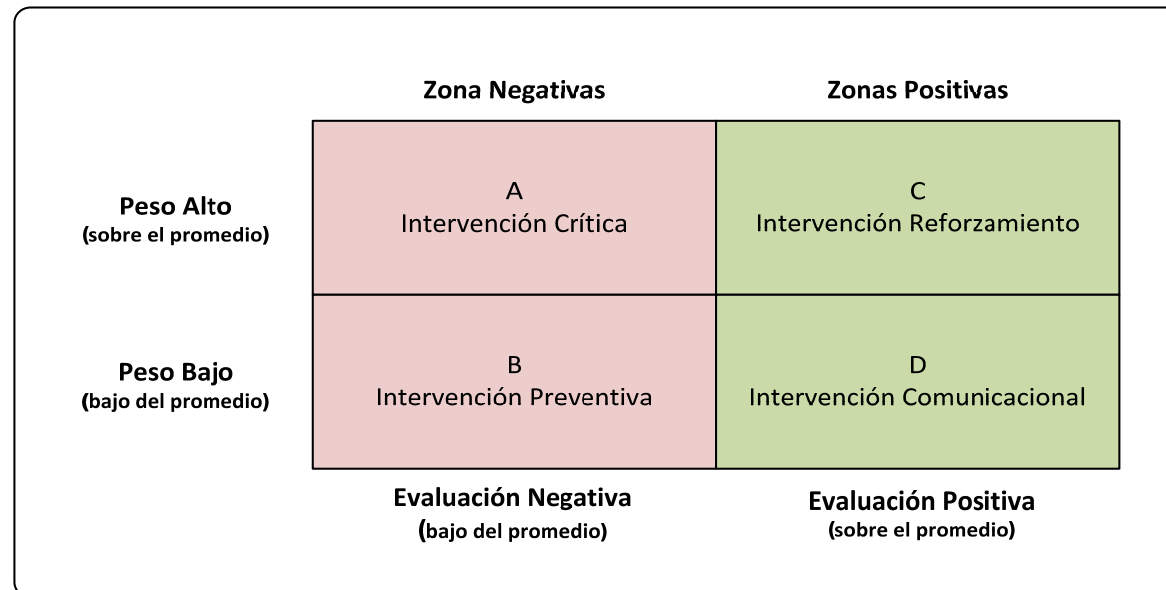 Zona Negativas
Zonas Positivas
Peso Alto
(sobre el promedio)
A
Intervención Crítica
C
Intervención Reforzamiento
Peso Bajo
(bajo del promedio)
B
Intervención Preventiva
D
Intervención Comunicacional
Evaluación Negativa
(bajo del promedio)
Evaluación Positiva
(sobre el promedio)